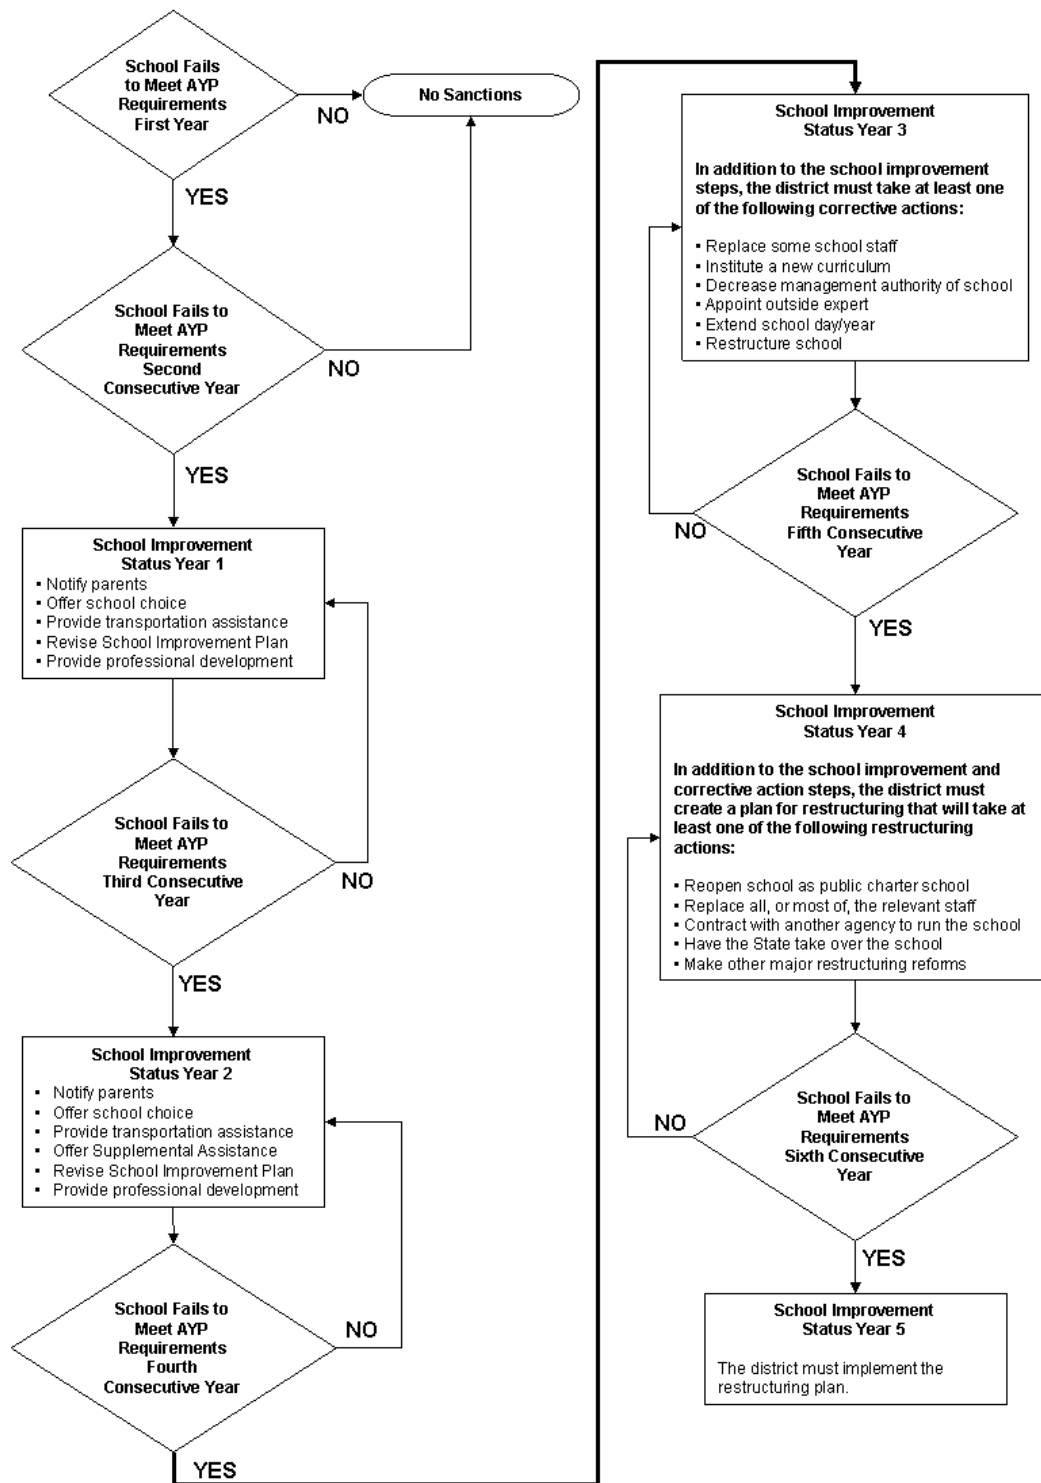 School Fails
to Meet AYP
Requirements
First Year
NO
No Sanctions
YES
School Fails to
Meet AYP
Requirements
Second
Consecutive Year
NO
YES
School Improvement
Status Year 1
▪ Notify parents
▪ Offer school choice
▪ Provide transportation assistance
▪ Revise School Improvement Plan
▪ Provide professional development
School Fails to
Meet AYP
Requirements
Third Consecutive
Year
NO
YES
School Improvement
Status Year 2
▪ Notify parents
▪ Offer school choice
▪ Provide transportation assistance
▪ Offer Supplemental Assistance
▪ Revise School Improvement Plan
▪ Provide professional development
School Fails to
Meet AYP
Requirements
Fourth
Consecutive Year
NO
YES
School Improvement
Status Year 3
In addition to the school improvement
steps, the district must take at least one
of the following corrective actions:
▪ Replace some school staff
▪ Institute a new curriculum
▪ Decrease management authority of school
▪ Appoint outside expert
▪ Extend school day/year
▪ Restructure school
School Fails to
Meet AYP
Requirements
Fifth Consecutive
Year
NO
YES
School Improvement
Status Year 4
In addition to the school improvement and
corrective action steps, the district must
create a plan for restructuring that will take at
least one of the following restructuring
actions:
▪ Reopen school as public charter school
▪ Replace all, or most of, the relevant staff
▪ Contract with another agency to run the school
▪ Have the State take over the school
▪ Make other major restructuring reforms
School Fails to
Meet AYP
Requirements
Sixth Consecutive
Year
NO
YES
School Improvement
Status Year 5
The district must implement the
restructuring plan.